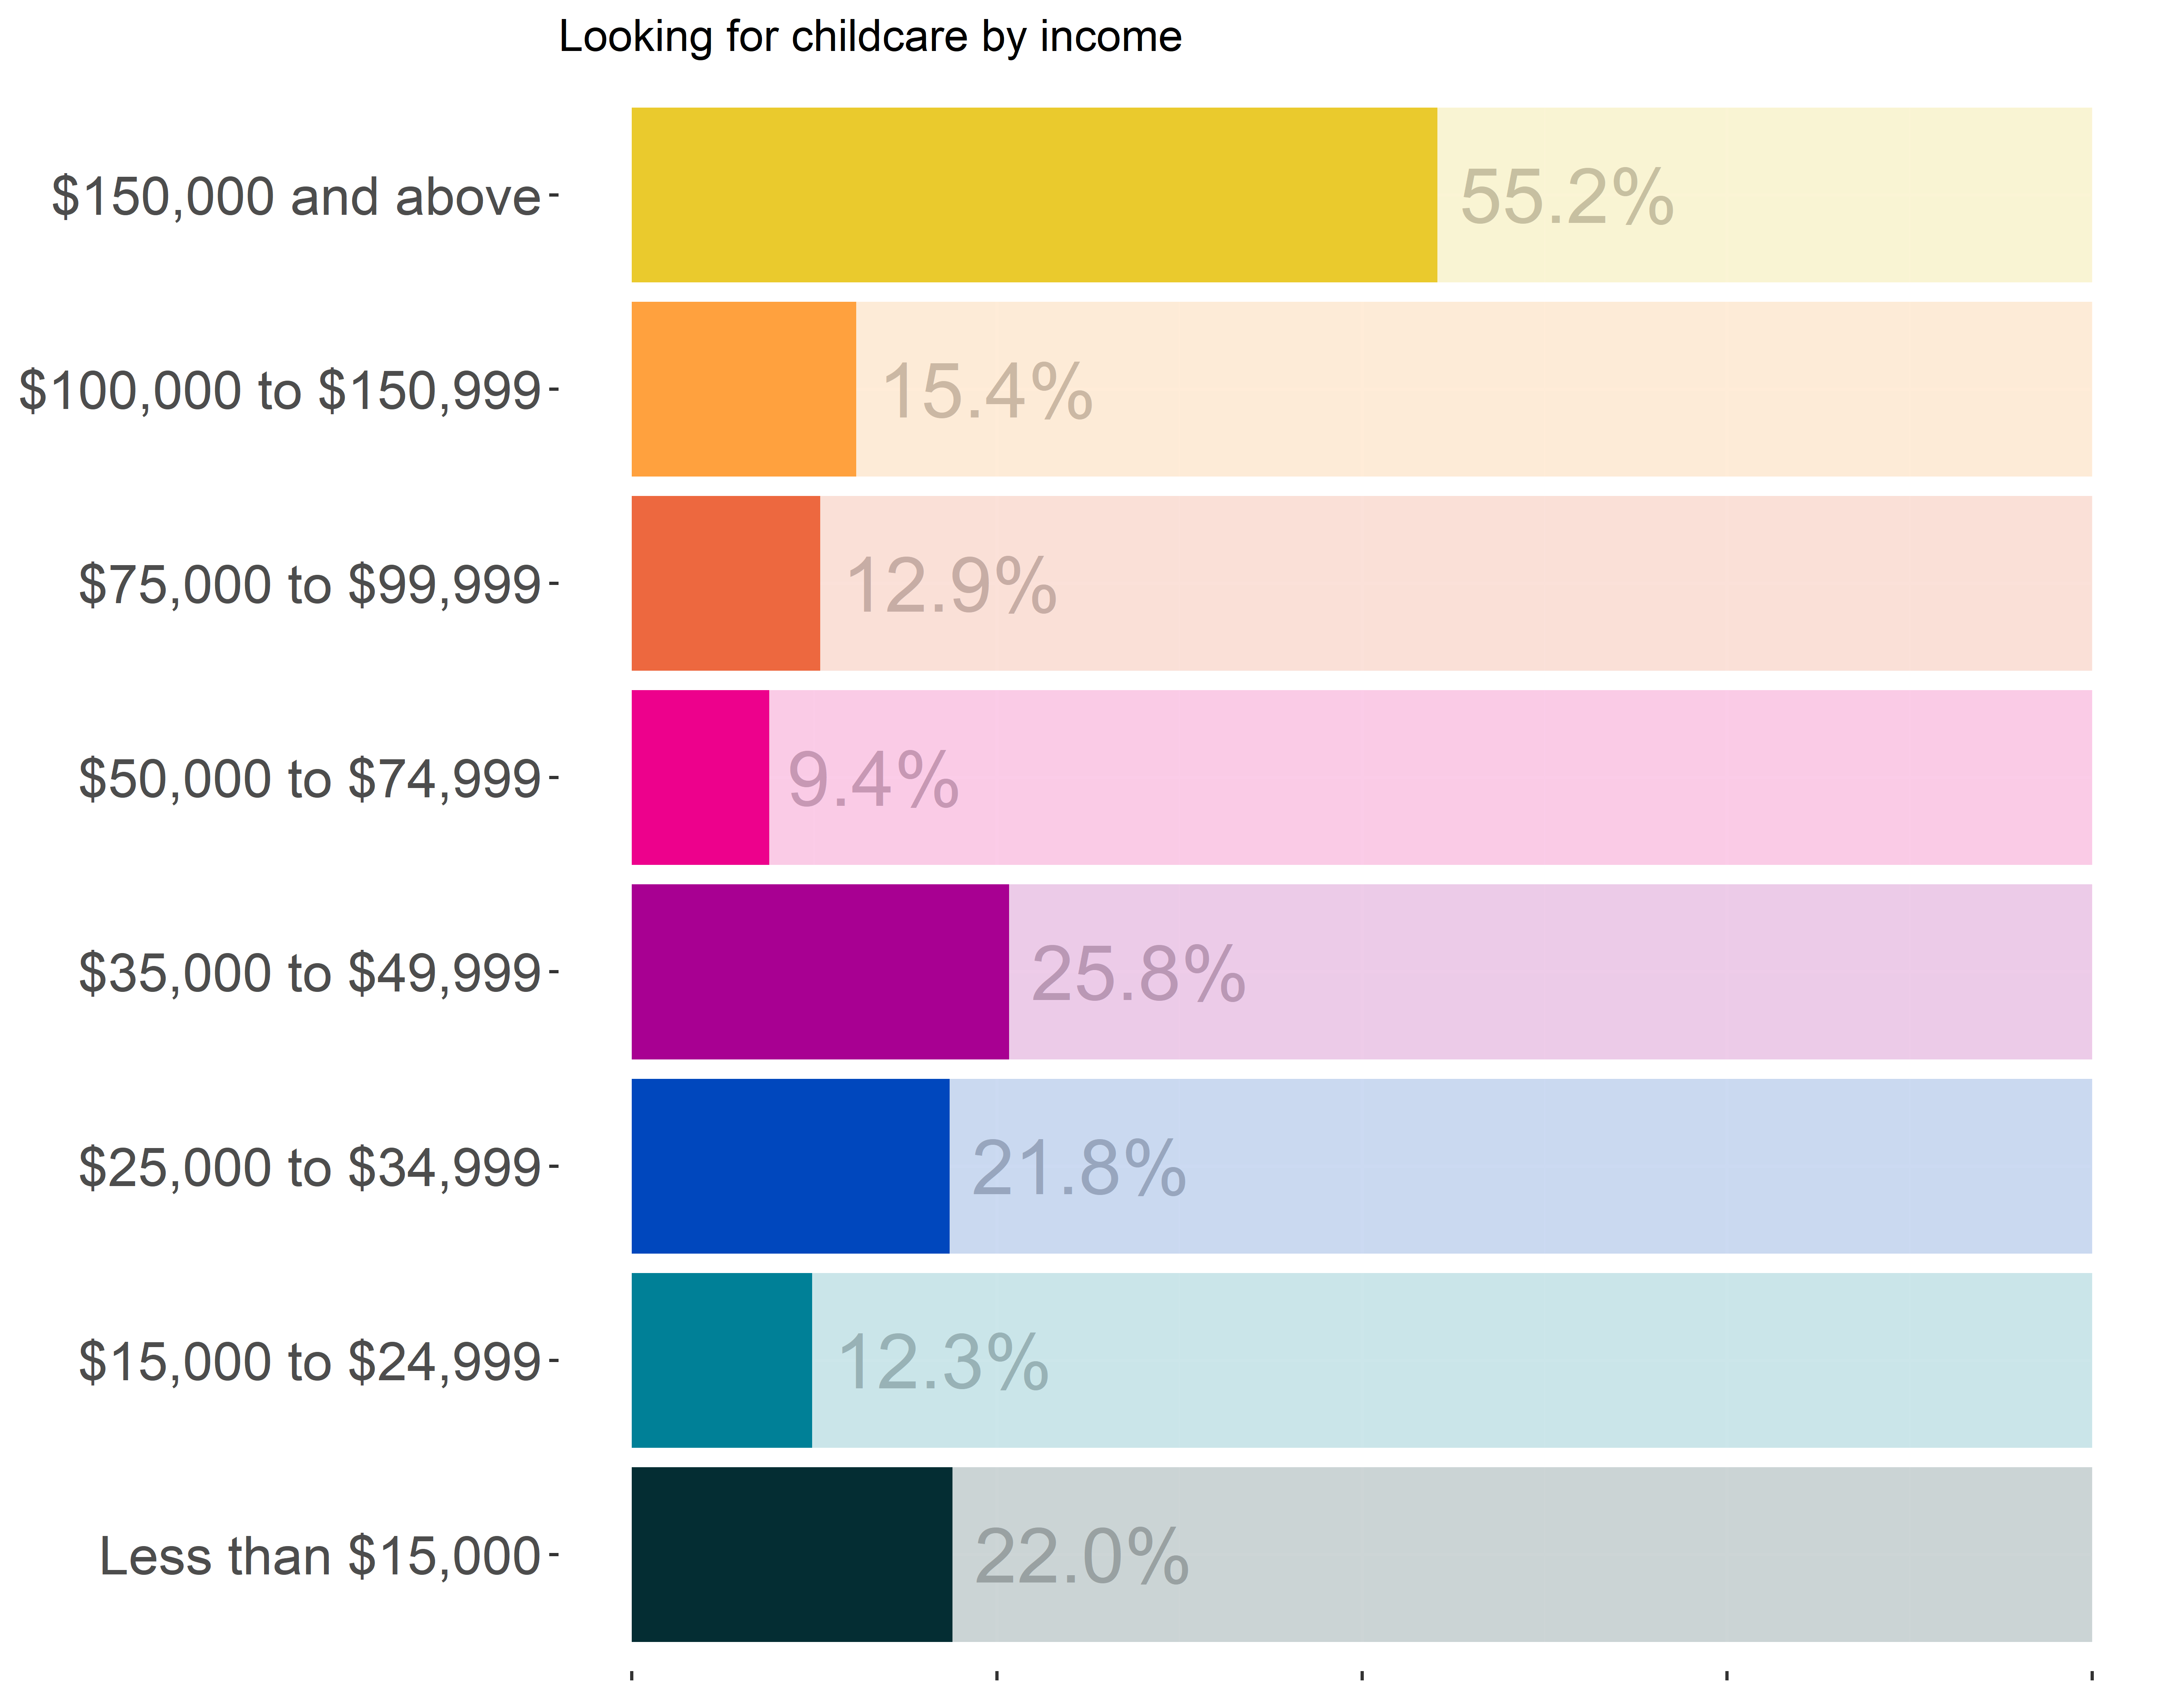 Looking for childcare by income
$150,000 and above
55.2%
$100,000 to $150,999
15.4%
$75,000 to $99,999
12.9%
$50,000 to $74,999
9.4%
$35,000 to $49,999
25.8%
$25,000 to $34,999
21.8%
$15,000 to $24,999
12.3%
Less than $15,000
22.0%